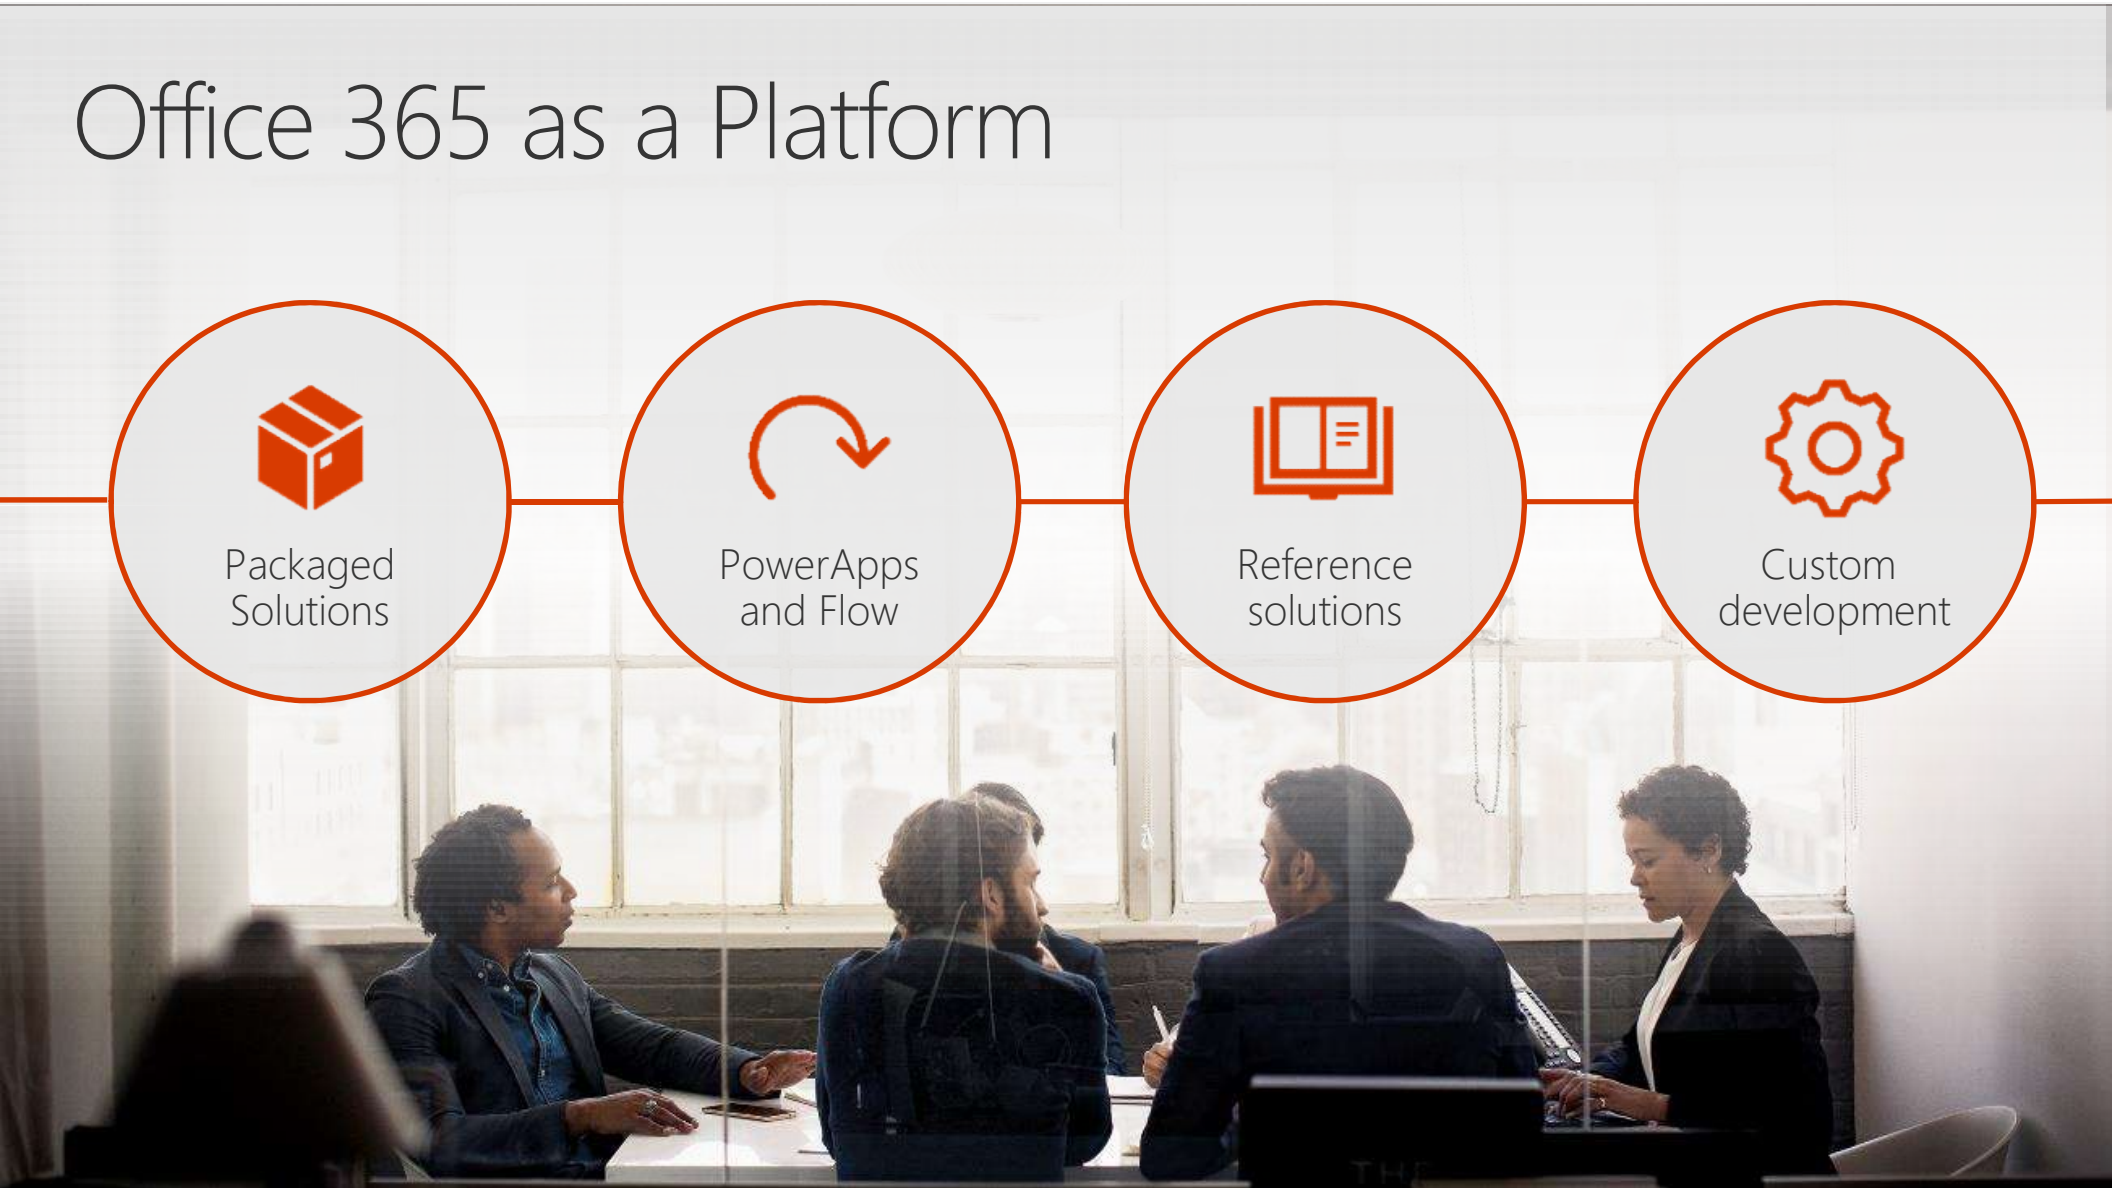 Office 365 as a Platform
Packaged
Solutions
PowerApps
and Flow
Reference
solutions
Custom
development